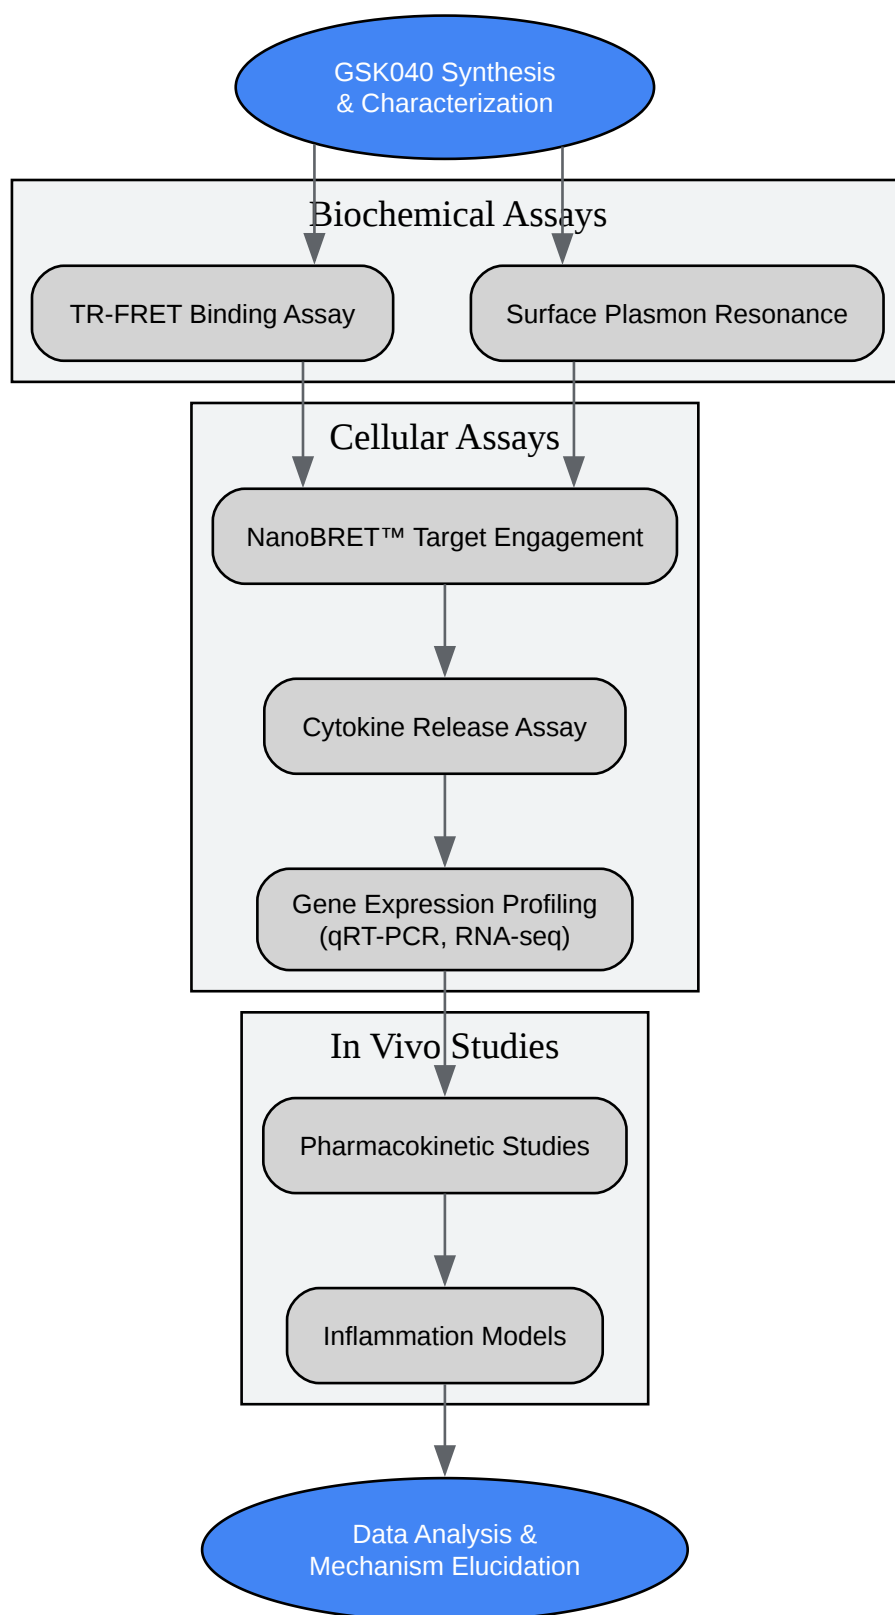 GSK040 Synthesis
& Characterization
Biochemical Assays
TR-FRET Binding Assay
Surface Plasmon Resonance
Cellular Assays
NanoBRET™ Target Engagement
Cytokine Release Assay
Gene Expression Profiling
(qRT-PCR, RNA-seq)
In Vivo Studies
Pharmacokinetic Studies
Inflammation Models
Data Analysis &
Mechanism Elucidation